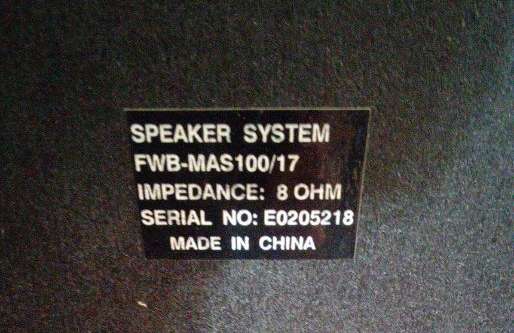 SPEAKER SYSTEM
FWB-MAS100/17
IMPEDANCE: 8 OHM
SERIAL NO: E0205218
MADE IN CHINA